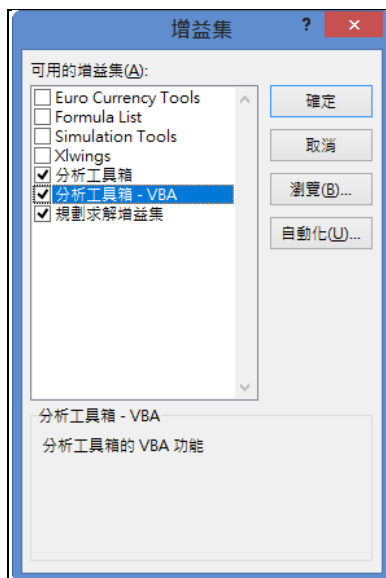 增益集
?
×
可用的增益集(A):
Euro Currency Tools
Formula List
Simulation Tools
Xlwings
分析工具箱
分析工具箱 - VBA
規劃求解增益集
確定
取消
瀏覽(B)...
自動化(U)...
分析工具箱 - VBA
分析工具箱的 VBA 功能